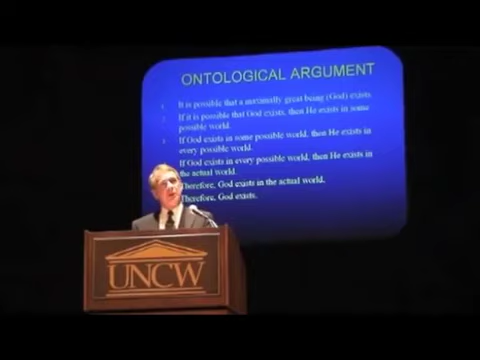 ONTOLOGICAL ARGUMENT
1. It is possible that a maximally great being (God) exists.
2. If it is possible that God exists, then He exists in some
possible world.
3. If God exists in some possible world, then He exists in
every possible world.
If God exists in every possible world, then He exists in
the actual world.
Therefore, God exists in the actual world.
Therefore, God exists.
UNCW